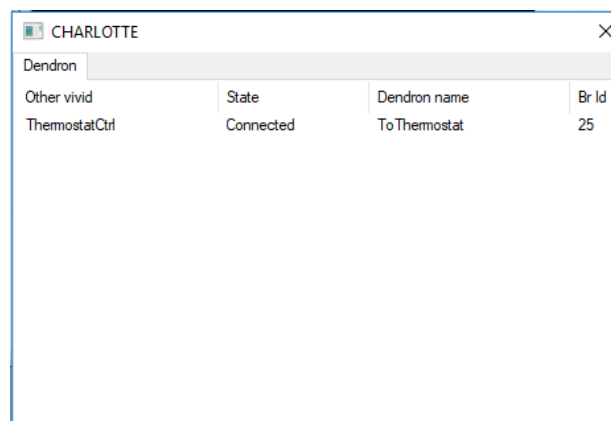 CHARLOTTE
Dendron
Other vivid State Dendron name Br Id
ThermostatCtrl Connected ToThermostat 25